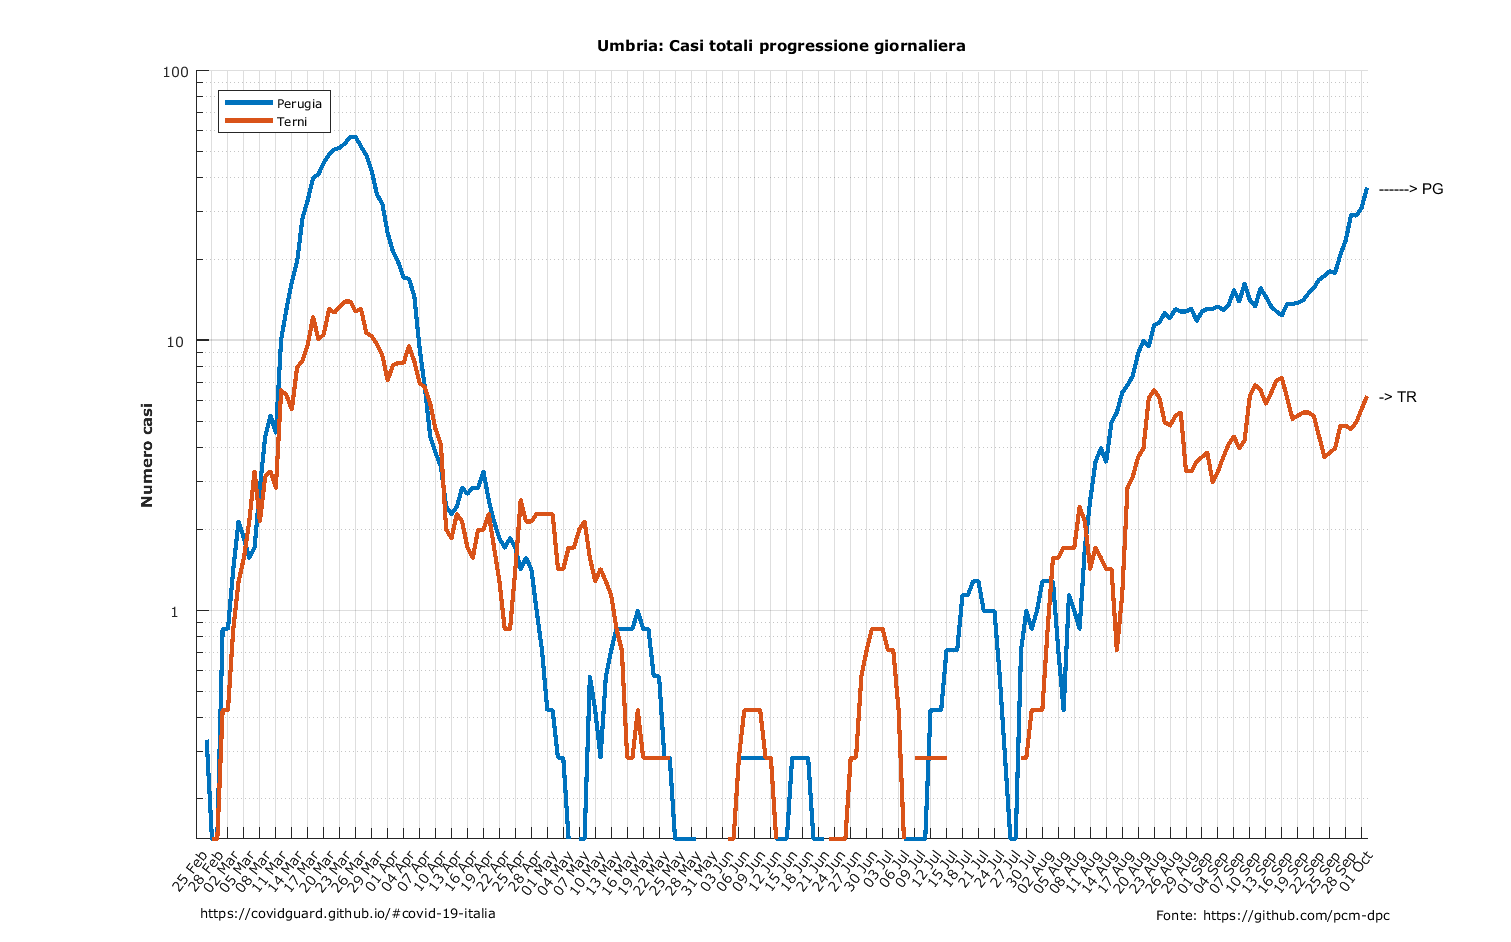 Umbria: Casi totali progressione giornaliera
100
10
1
Numero casi
Perugia
Terni
------> PG
-> TR
25 Feb
28 Feb
02 Mar
05 Mar
08 Mar
11 Mar
14 Mar
17 Mar
20 Mar
23 Mar
26 Mar
29 Mar
01 Apr
04 Apr
07 Apr
10 Apr
13 Apr
16 Apr
19 Apr
22 Apr
25 Apr
28 Apr
01 May
04 May
07 May
10 May
13 May
16 May
19 May
22 May
25 May
28 May
31 May
03 Jun
06 Jun
09 Jun
12 Jun
15 Jun
18 Jun
21 Jun
24 Jun
27 Jun
30 Jun
03 Jul
06 Jul
09 Jul
12 Jul
15 Jul
18 Jul
21 Jul
24 Jul
27 Jul
30 Jul
02 Aug
05 Aug
08 Aug
11 Aug
14 Aug
17 Aug
20 Aug
23 Aug
26 Aug
29 Aug
01 Sep
04 Sep
07 Sep
10 Sep
13 Sep
16 Sep
19 Sep
22 Sep
25 Sep
28 Sep
01 Oct
https://covidguard.github.io/#covid-19-italia
Fonte: https://github.com/pcm-dpc